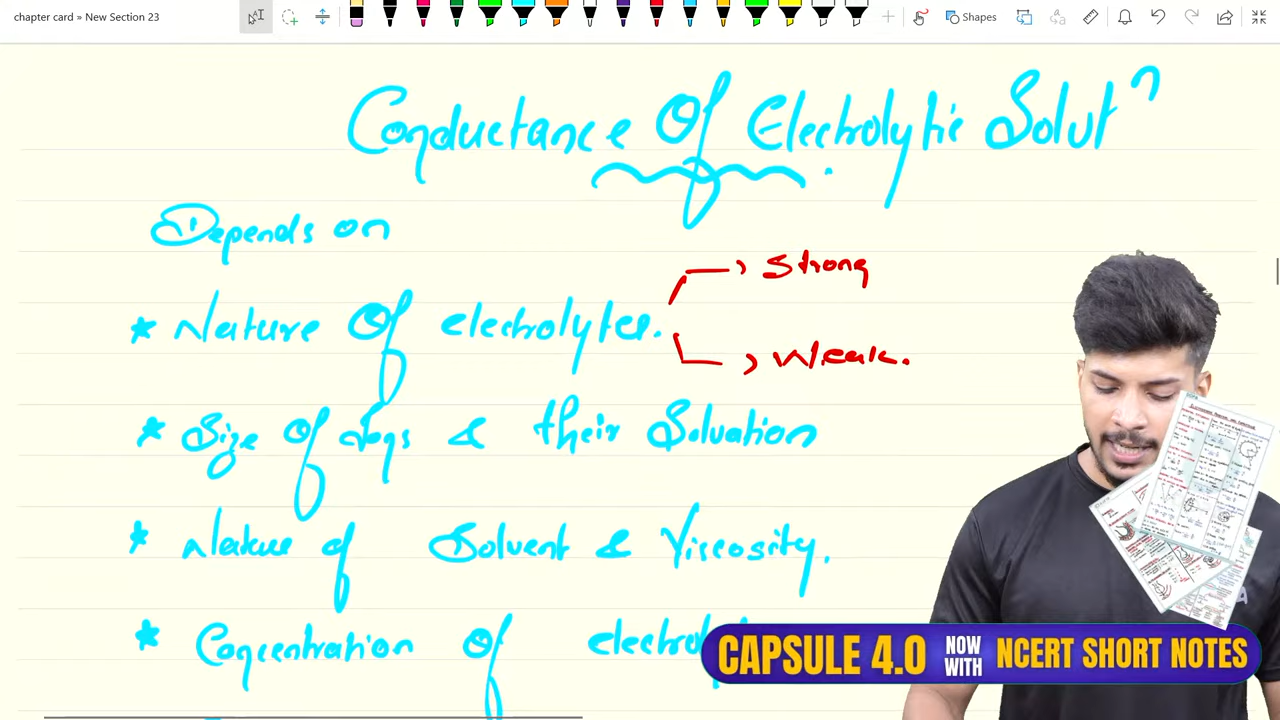 chapter card » New Section 23
Shapes
Conductance Of Electrolytic Solutⁿ
Depends on
* Nature Of electrolytes.
→ Strong
→ Weak.
* Size Of Ions & their Solvation
* Nature of Solvent & Viscosity.
* Concentration Of
CAPSULE 4.0 NOW WITH NCERT SHORT NOTES